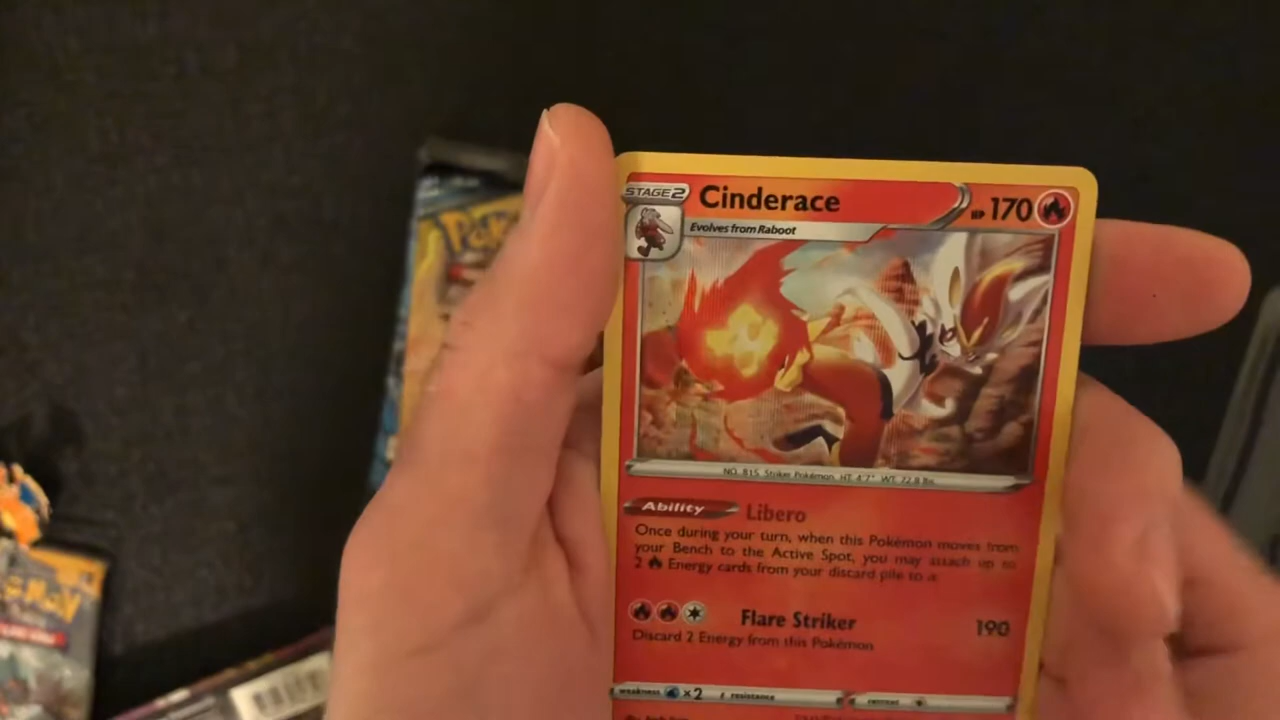 STAGE 2
Cinderace
HP 170
Evolves from Raboot
NO. 815 Striker Pokémon HT 4'7" WT 72.8 lbs
Ability Libero
Once during your turn, when this Pokémon moves from
your Bench to the Active Spot, you may attach up to
2 Energy cards from your discard pile to it.
Flare Striker 190
Discard 2 Energy from this Pokémon
weakness ×2 resistance retreat